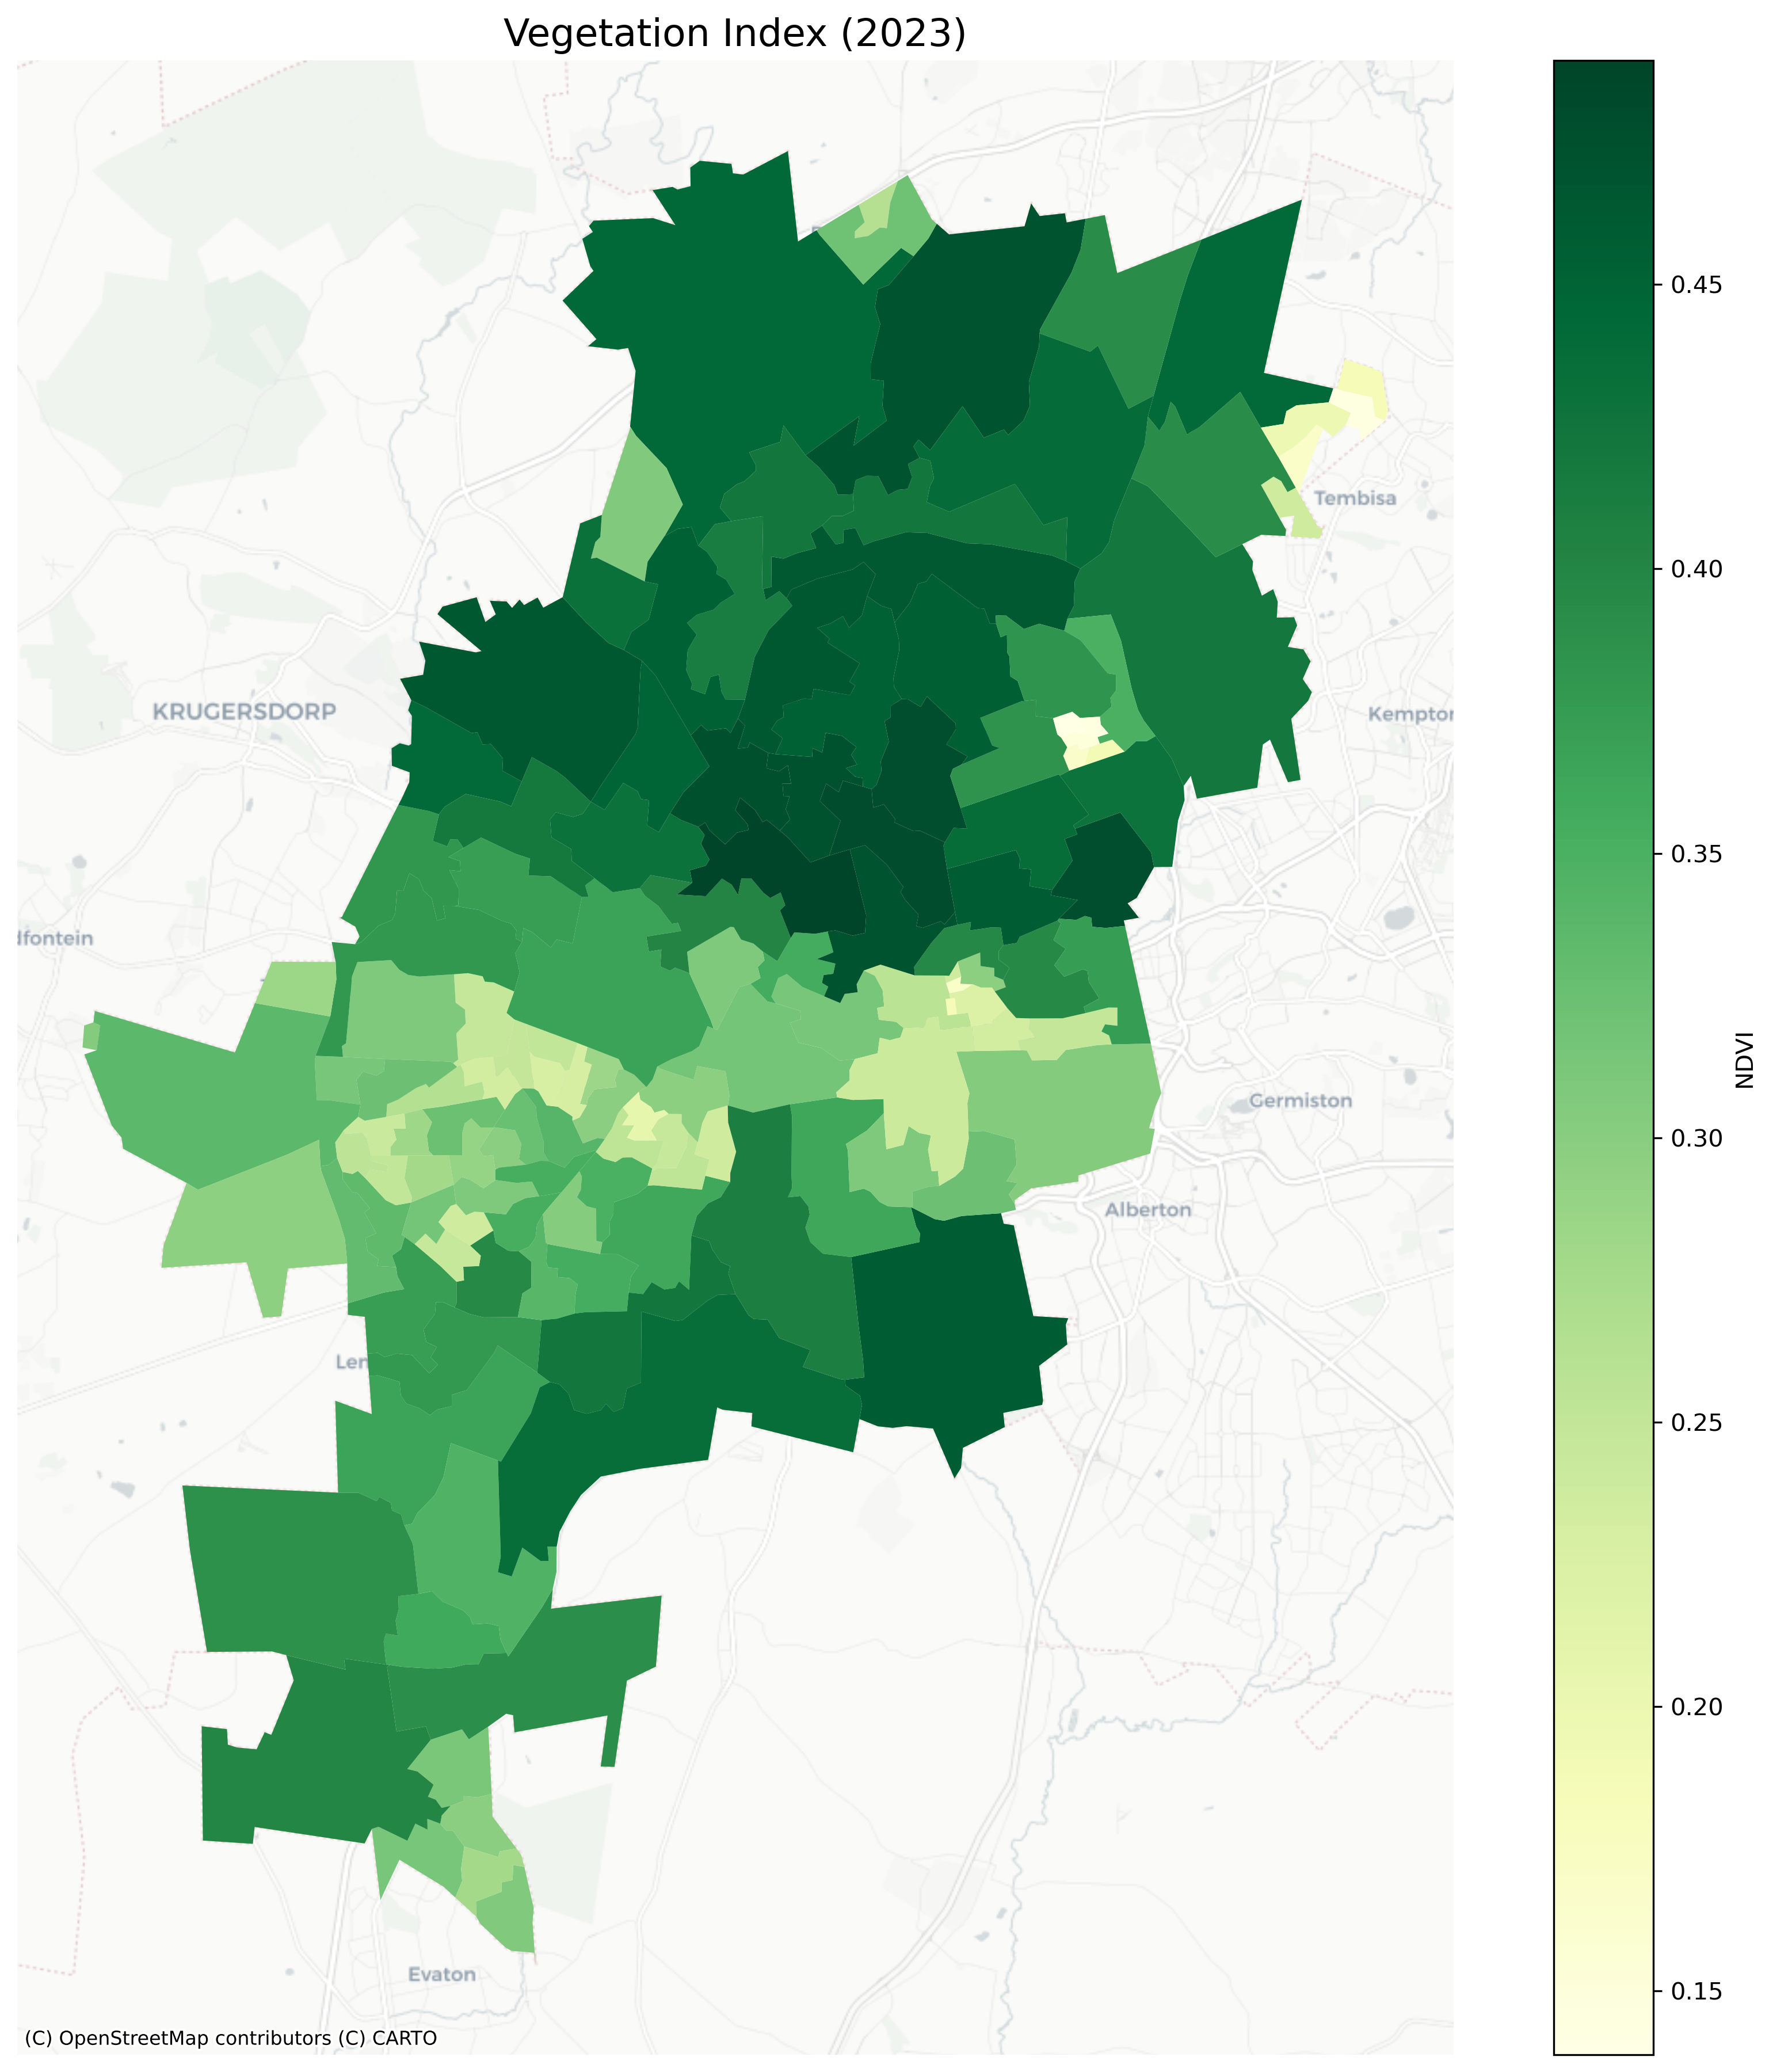 Vegetation Index (2023)
0.45
0.40
Tembisa
KRUGERSDORP
Kempton
0.35
dfontein
NDVI
Germiston
0.30
Alberton
Len
0.25
0.20
Evaton
0.15
(C) OpenStreetMap contributors (C) CARTO